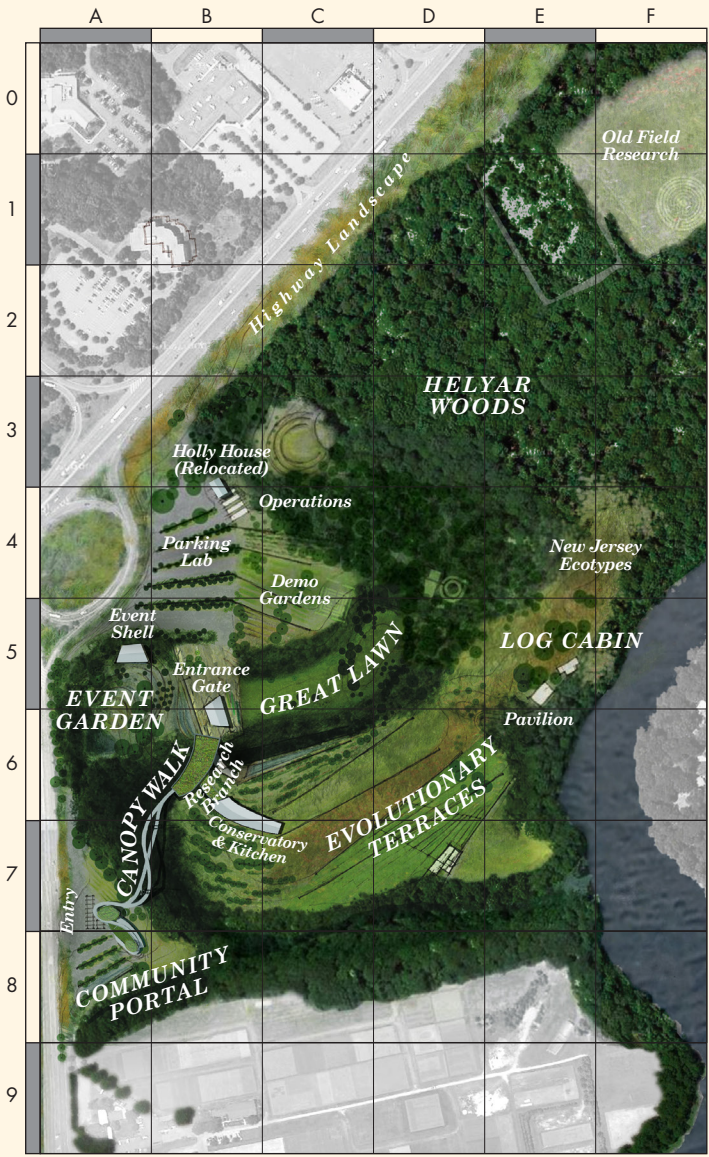 A B C D E F
0
Old Field
Research
1
Highway Landscape
2
3
HELYAR
WOODS
Holly House
(Relocated)
4
Operations
Parking
Lab
New Jersey
Ecotypes
Demo
Gardens
5
Event
Shell
LOG CABIN
GREAT LAWN
Entrance
Gate
EVENT
GARDEN
Pavilion
6
CANOPY WALK
Research
Branch
EVOLUTIONARY
TERRACES
Conservatory
& Kitchen
7
Entry
8
COMMUNITY
PORTAL
9